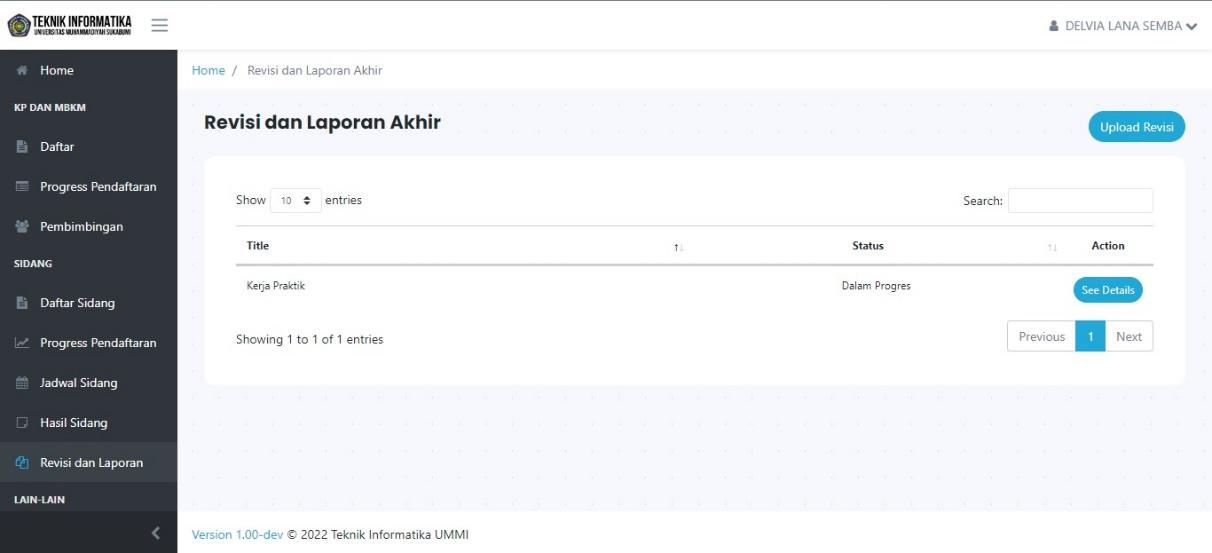 TEKNIK INFORMATIKA
UNIVERSITAS MUHAMMADIYAH SUKABUMI
DELVIA LANA SEMBA
Home
Home / Revisi dan Laporan Akhir
KP DAN MBKM
Revisi dan Laporan Akhir
Upload Revisi
Daftar
Progress Pendaftaran
Show 10 entries
Search:
Pembimbingan
Title Status Action
SIDANG
Kerja Praktik Dalam Progres See Details
Daftar Sidang
Showing 1 to 1 of 1 entries
Previous 1 Next
Progress Pendaftaran
Jadwal Sidang
Hasil Sidang
Revisi dan Laporan
LAIN-LAIN
Version 1.00-dev © 2022 Teknik Informatika UMMI